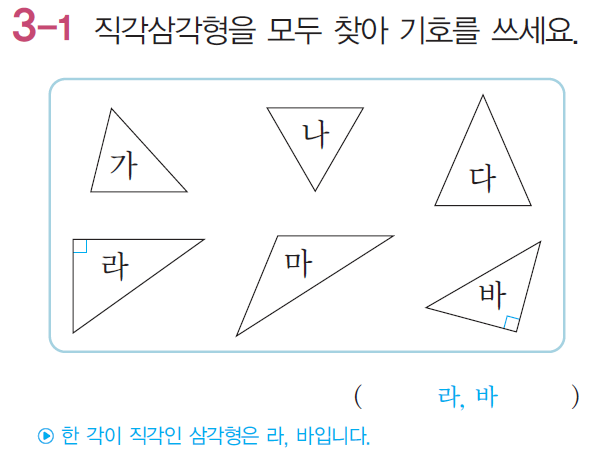 3-1 직각삼각형을 모두 찾아 기호를 쓰세요.
가 나 다
라 마 바
( 라, 바 )
▶ 한 각이 직각인 삼각형은 라, 바입니다.